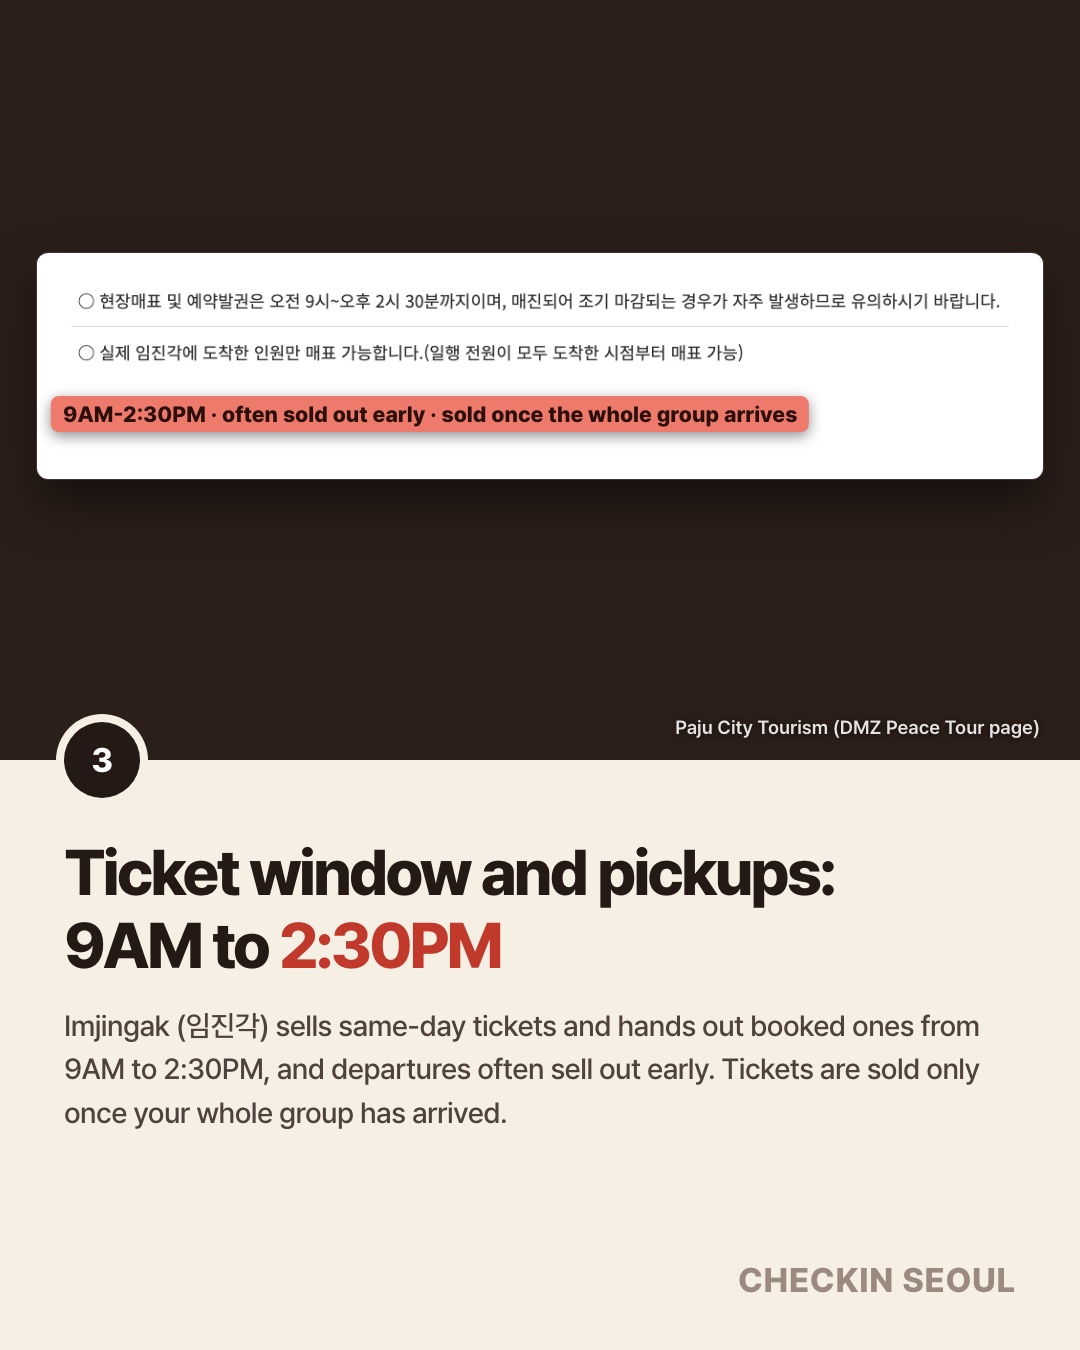 ○ 현장매표 및 예약발권은 오전 9시~오후 2시 30분까지이며, 매진되어 조기 마감되는 경우가 자주 발생하므로 유의하시기 바랍니다.
○ 실제 임진각에 도착한 인원만 매표 가능합니다.(일행 전원이 모두 도착한 시점부터 매표 가능)
9AM-2:30PM · often sold out early · sold once the whole group arrives
Paju City Tourism (DMZ Peace Tour page)
3
Ticket window and pickups:
9AM to 2:30PM
Imjingak (임진각) sells same-day tickets and hands out booked ones from
9AM to 2:30PM, and departures often sell out early. Tickets are sold only
once your whole group has arrived.
CHECKIN SEOUL